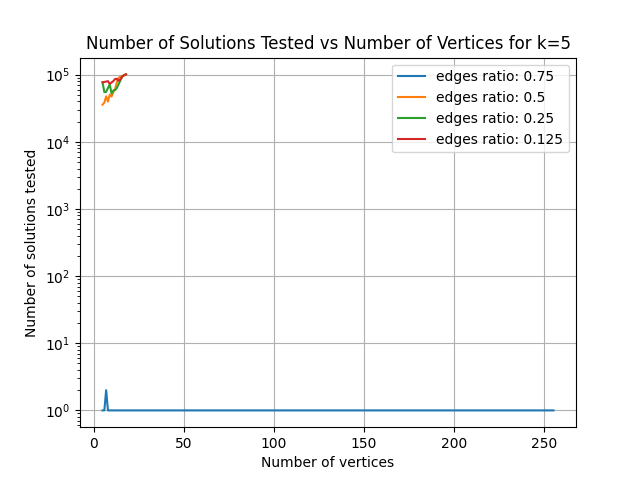 Number of Solutions Tested vs Number of Vertices for k=5
10^5
10^4
10^3
10^2
10^1
10^0
Number of solutions tested
edges ratio: 0.75
edges ratio: 0.5
edges ratio: 0.25
edges ratio: 0.125
0 50 100 150 200 250
Number of vertices